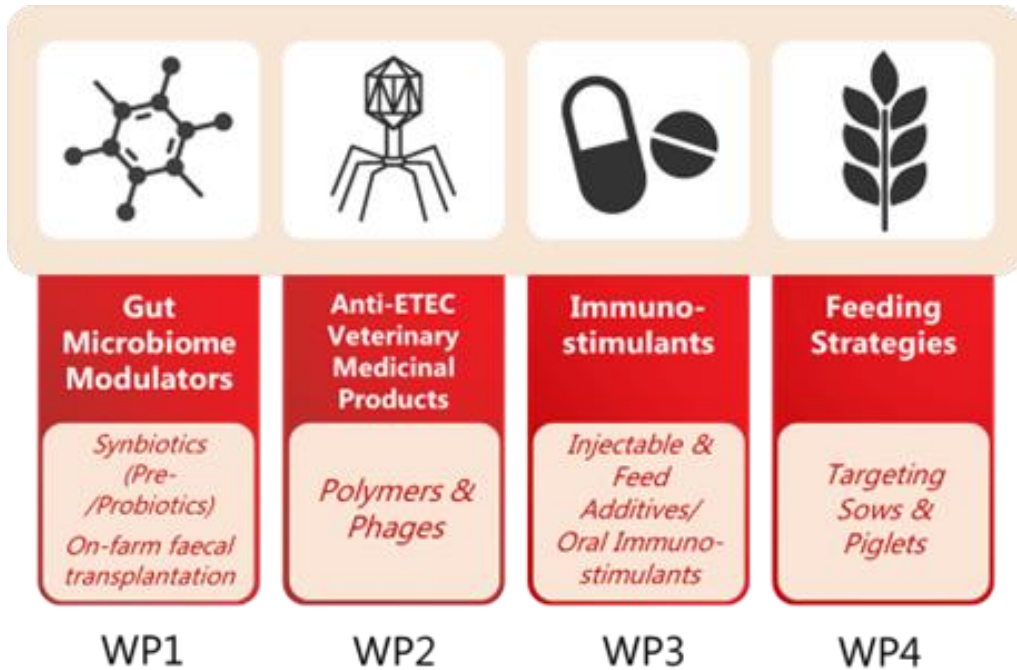 Gut
Microbiome
Modulators
Synbiotics
(Pre-
/Probiotics)
On-farm faecal
transplantation
WP1
Anti-ETEC
Veterinary
Medicinal
Products
Polymers &
Phages
WP2
Immuno-
stimulants
Injectable &
Feed
Additives/
Oral Immuno-
stimulants
WP3
Feeding
Strategies
Targeting
Sows &
Piglets
WP4